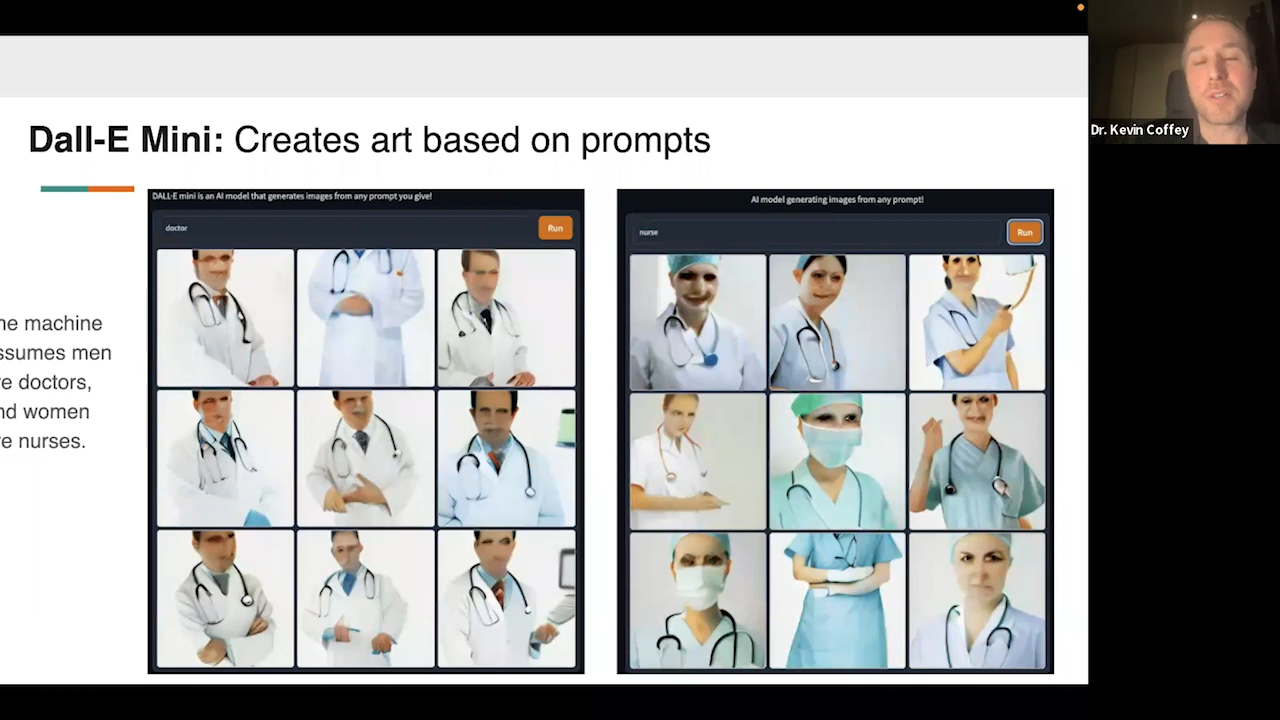 Dr. Kevin Coffey
Dall-E Mini: Creates art based on prompts
he machine
ssumes men
re doctors,
nd women
re nurses.
DALL·E mini is an AI model that generates images from any prompt you give!
doctor
Run
AI model generating images from any prompt!
nurse
Run